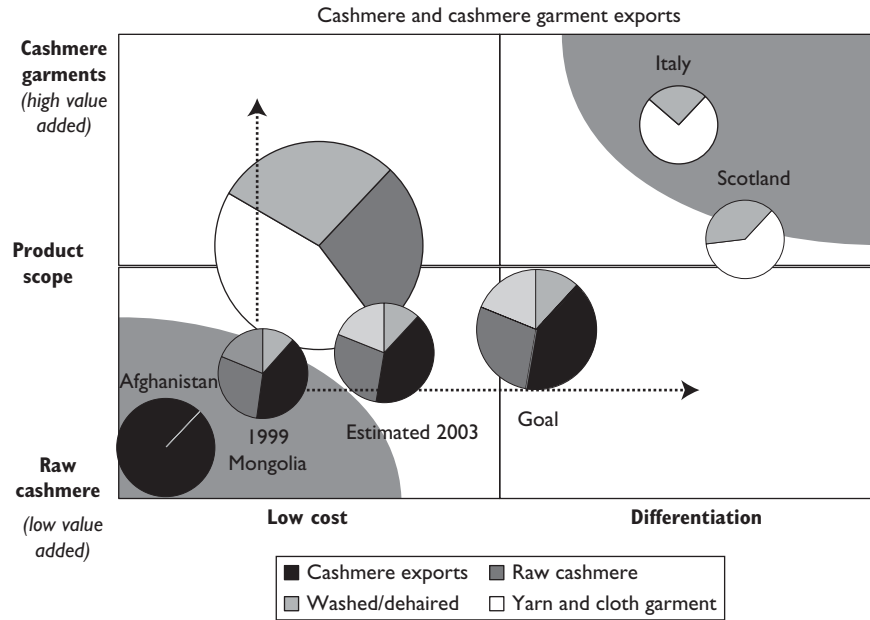 Cashmere and cashmere garment exports
Cashmere
garments
(high value
added)
Italy
Scotland
Product
scope
Afghanistan
1999
Mongolia
Estimated 2003
Goal
Raw
cashmere
(low value
added)
Low cost
Differentiation
Cashmere exports
Raw cashmere
Washed/dehaired
Yarn and cloth garment